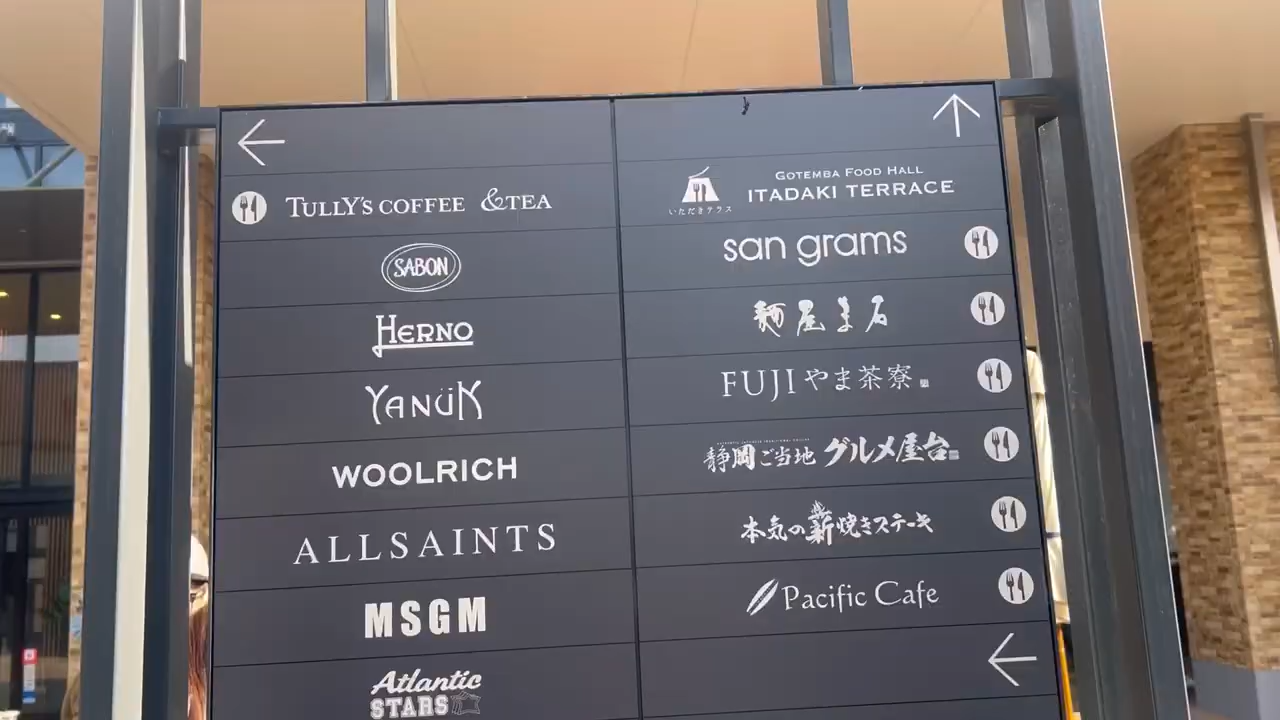 TULLY'S COFFEE &TEA
SABON
HERNO
YANÜK
WOOLRICH
ALLSAINTS
MSGM
Atlantic
STARS
いただきテラス
GOTEMBA FOOD HALL
ITADAKI TERRACE
san grams
麺屋ま石
FUJIやま茶寮
静岡ご当地グルメ屋台
本気の薪焼きステーキ
Pacific Cafe